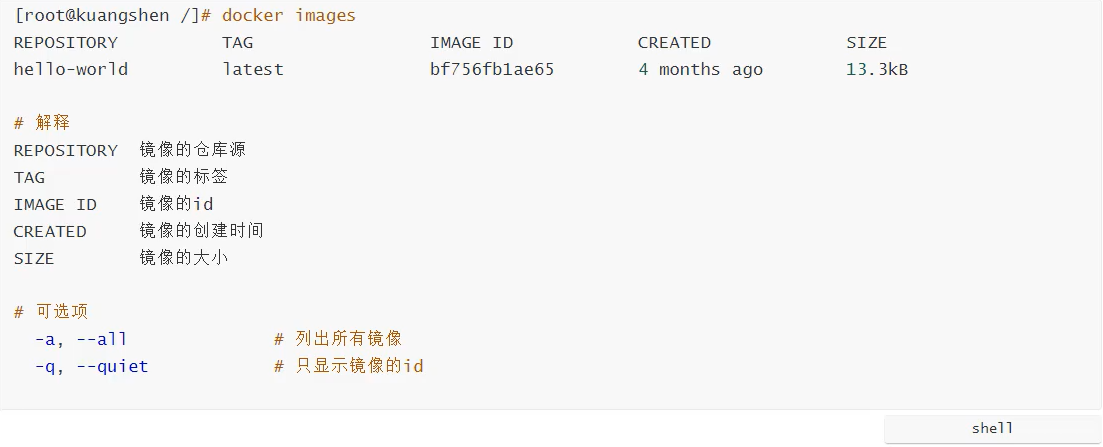 [root@kuangshen /]# docker images
REPOSITORY TAG IMAGE ID CREATED SIZE
hello-world latest bf756fb1ae65 4 months ago 13.3kB
# 解释
REPOSITORY 镜像的仓库源
TAG 镜像的标签
IMAGE ID 镜像的id
CREATED 镜像的创建时间
SIZE 镜像的大小
# 可选项
-a, --all # 列出所有镜像
-q, --quiet # 只显示镜像的id
shell